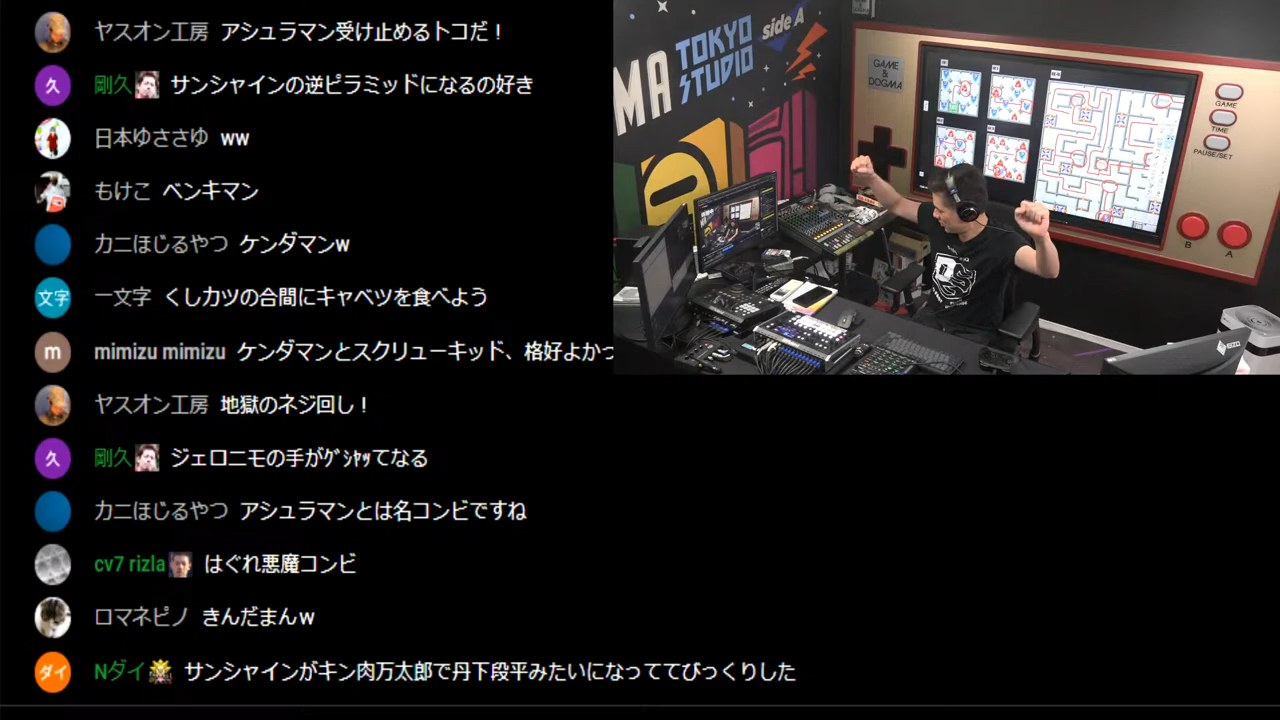 ヤスオン工房 アシュラマン受け止めるトコだ！
久 剛久 サンシャインの逆ピラミッドになるの好き
日本ゆささゆ ww
もけこ ベンキマン
カニほじるやつ ケンダマンw
文字 一文字 くしカツの合間にキャベツを食べよう
m mimizu mimizu ケンダマンとスクリューキッド、格好よかっ
ヤスオン工房 地獄のネジ回し！
久 剛久 ジェロニモの手がｸﾞｼｬｯてなる
カニほじるやつ アシュラマンとは名コンビですね
cv7 rizla はぐれ悪魔コンビ
ロマネピノ きんだまんｗ
ダイ Nダイ サンシャインがキン肉万太郎で丹下段平みたいになっててびっくりした
MA TOKYO STUDIO side A
GAME & DOGMA
GAME
TIME
PAUSE/SET
B
A